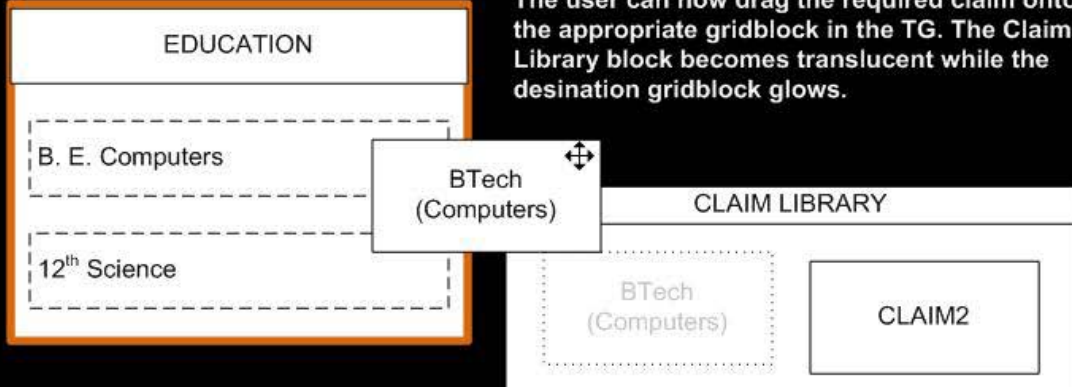 The user can now drag the required claim onto
the appropriate gridblock in the TG. The Claim
Library block becomes translucent while the
desination gridblock glows.
EDUCATION
B. E. Computers
12th Science
BTech
(Computers)
CLAIM LIBRARY
BTech
(Computers)
CLAIM2